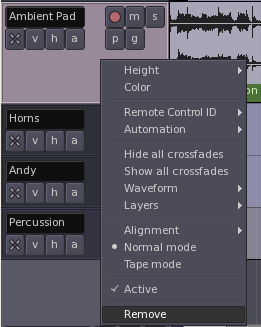 Ambient Pad
m s
v h a
p g
on
Horns
v h a
Andy
v h a
Percussion
v h a
Height
Color
Remote Control ID
Automation
Hide all crossfades
Show all crossfades
Waveform
Layers
Alignment
Normal mode
Tape mode
Active
Remove